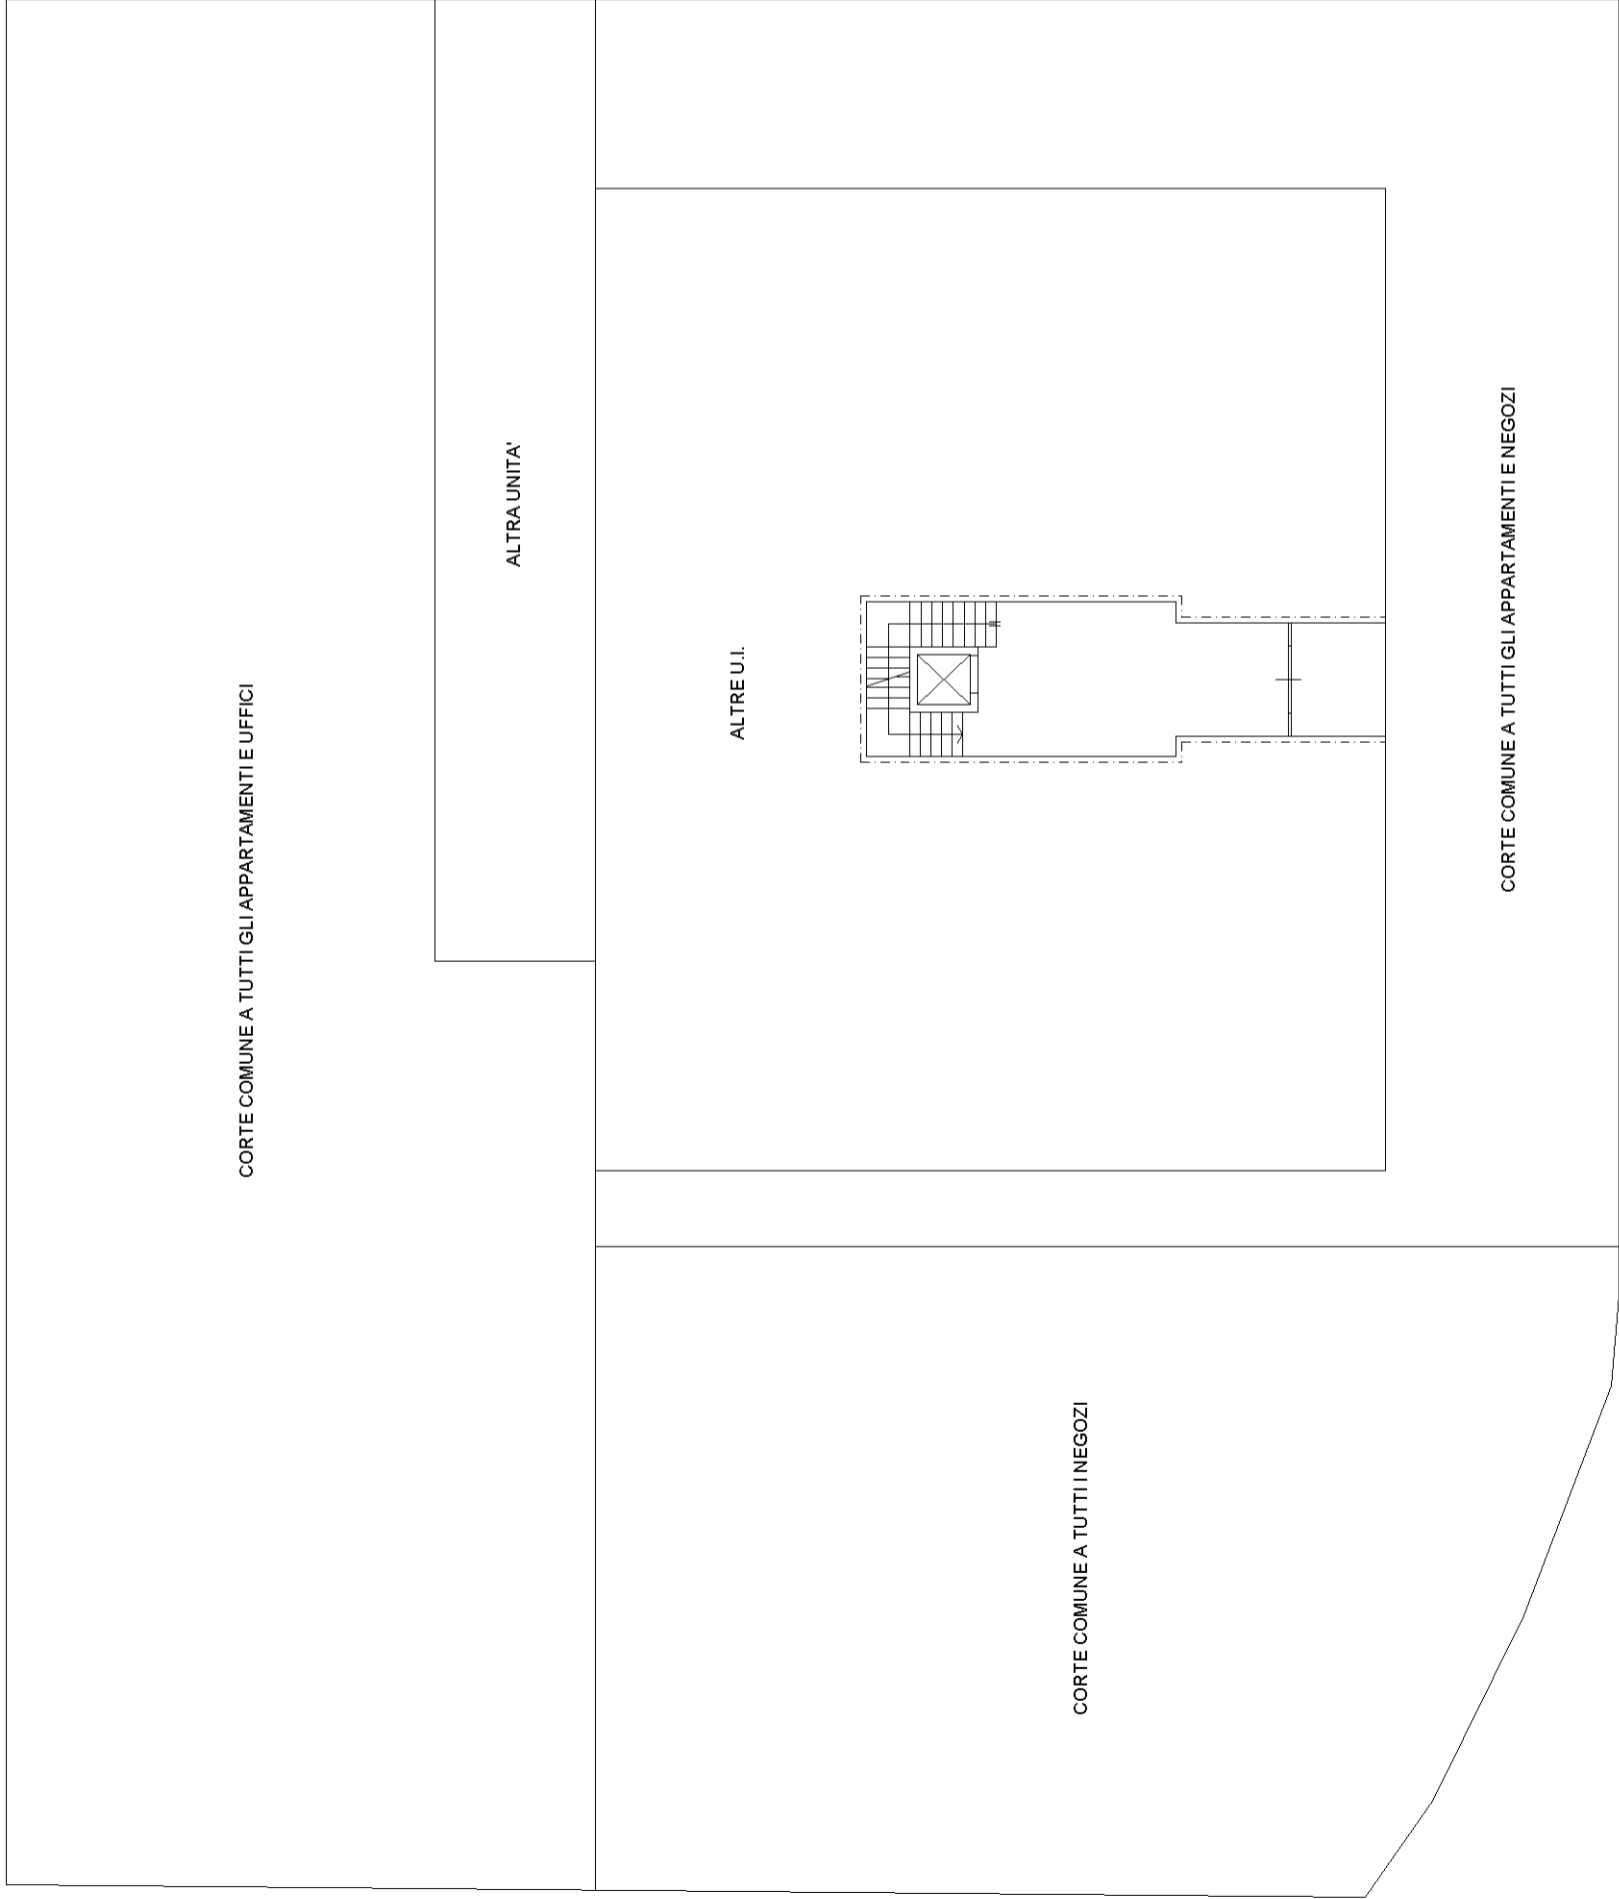 CORTE COMUNE A TUTTI GLI APPARTAMENTI E UFFICI
ALTRA UNITA'
ALTRE U.I.
CORTE COMUNE A TUTTI I NEGOZI
CORTE COMUNE A TUTTI GLI APPARTAMENTI E NEGOZI